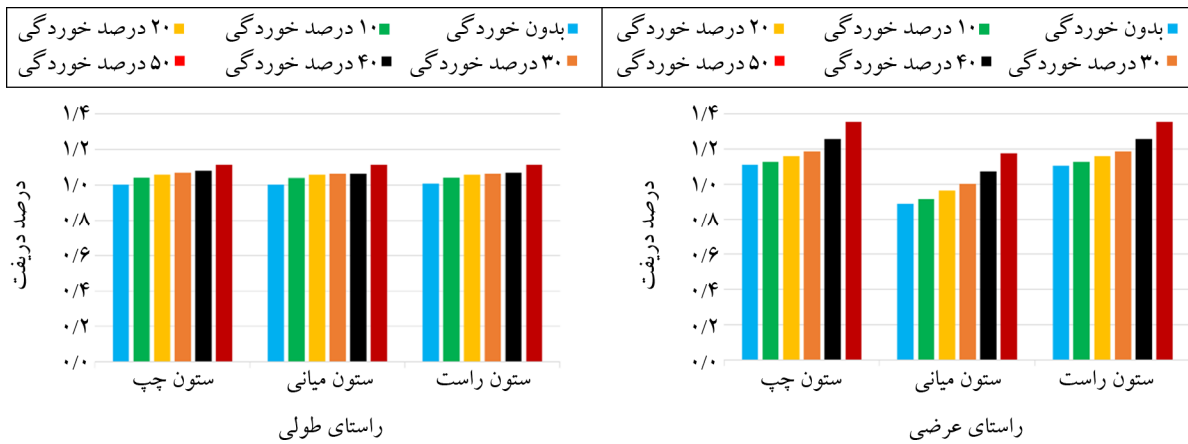 بدون خوردگی ۱۰ درصد خوردگی ۲۰ درصد خوردگی
۳۰ درصد خوردگی ۴۰ درصد خوردگی ۵۰ درصد خوردگی
درصد دریفت
۱/۴
۱/۲
۱/۰
۰/۸
۰/۶
۰/۴
۰/۲
۰/۰
ستون چپ ستون میانی ستون راست
راستای عرضی
بدون خوردگی ۱۰ درصد خوردگی ۲۰ درصد خوردگی
۳۰ درصد خوردگی ۴۰ درصد خوردگی ۵۰ درصد خوردگی
درصد دریفت
۱/۴
۱/۲
۱/۰
۰/۸
۰/۶
۰/۴
۰/۲
۰/۰
ستون چپ ستون میانی ستون راست
راستای طولی